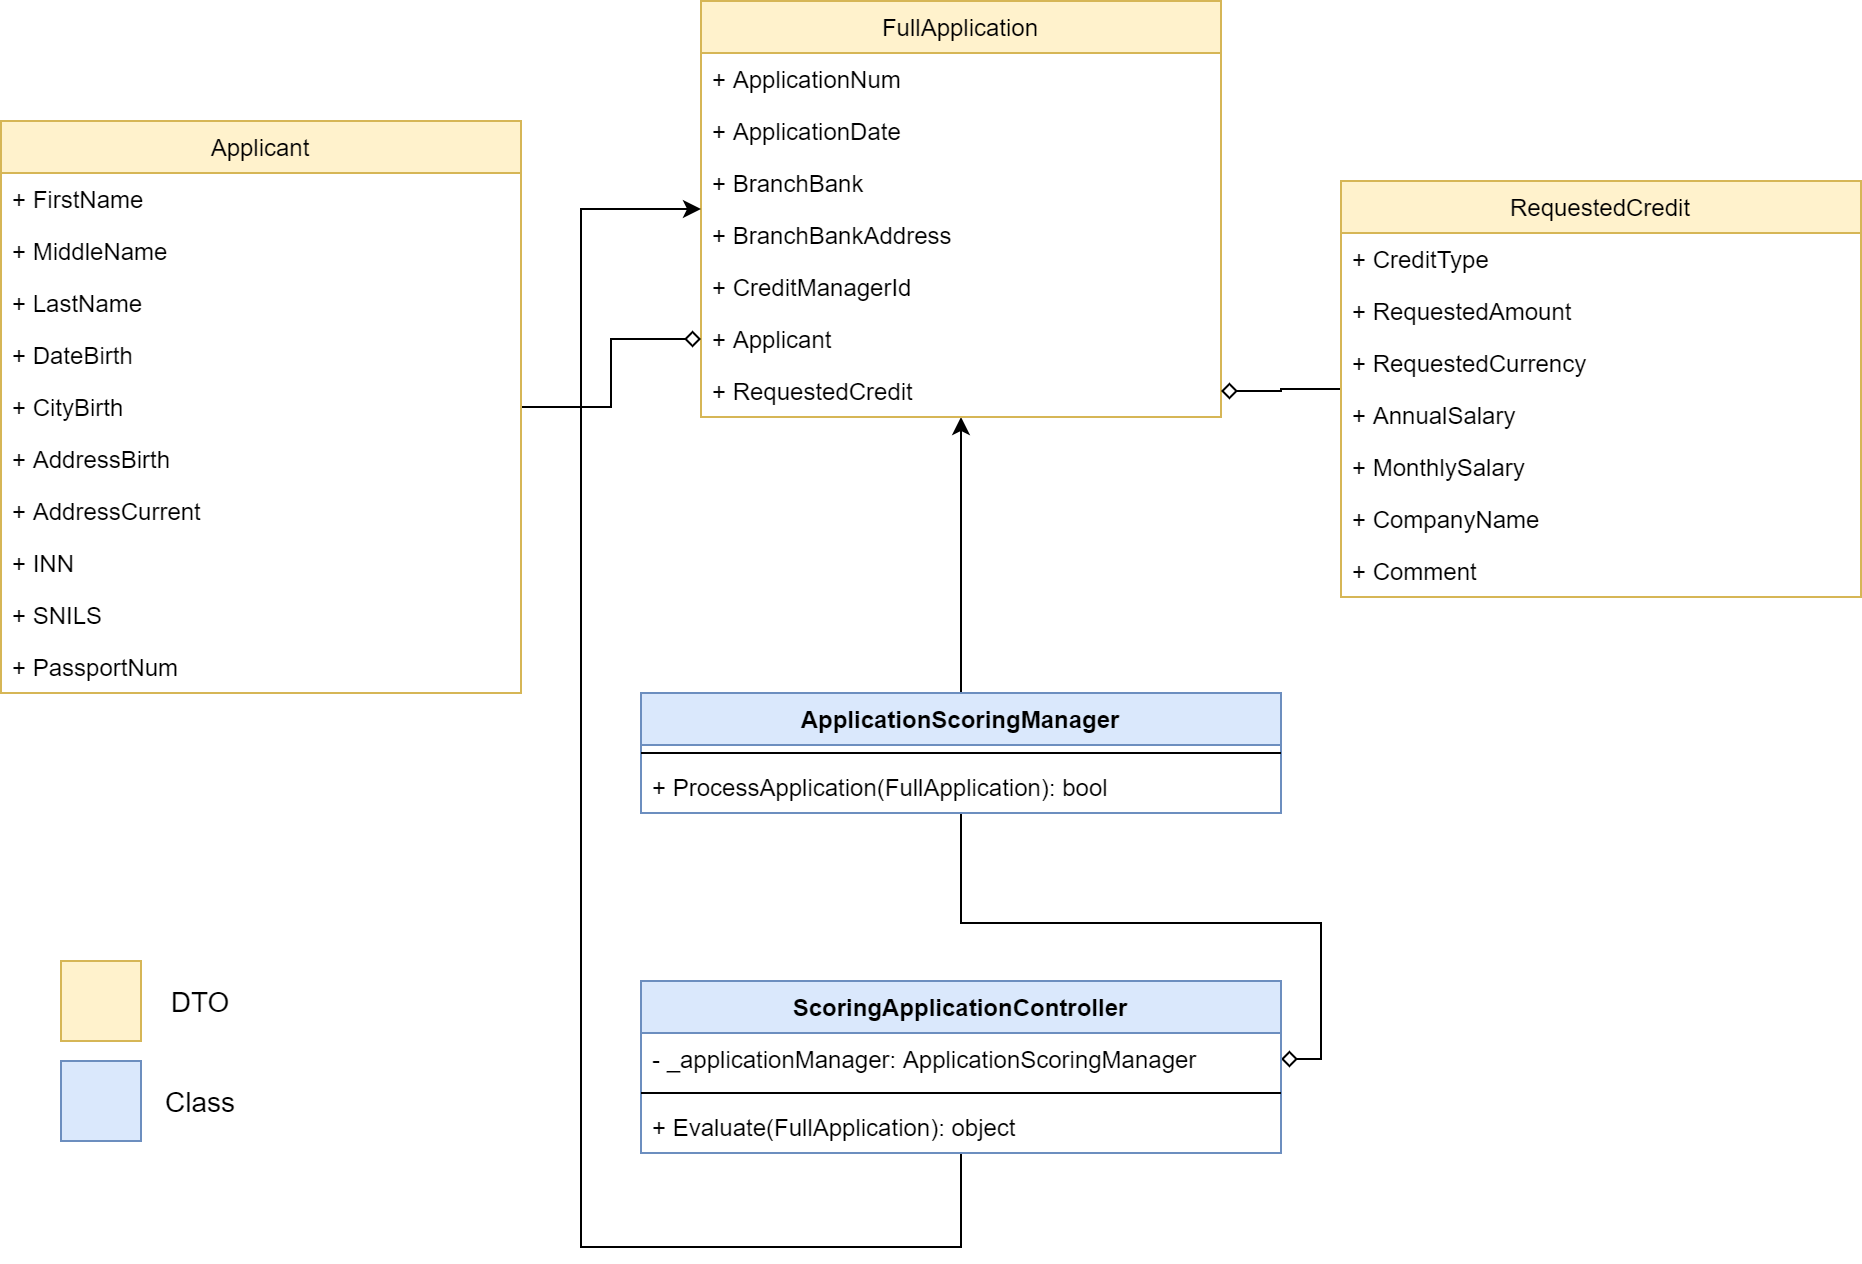 FullApplication
+ ApplicationNum
+ ApplicationDate
+ BranchBank
+ BranchBankAddress
+ CreditManagerId
+ Applicant
+ RequestedCredit
Applicant
+ FirstName
+ MiddleName
+ LastName
+ DateBirth
+ CityBirth
+ AddressBirth
+ AddressCurrent
+ INN
+ SNILS
+ PassportNum
RequestedCredit
+ CreditType
+ RequestedAmount
+ RequestedCurrency
+ AnnualSalary
+ MonthlySalary
+ CompanyName
+ Comment
ApplicationScoringManager
+ ProcessApplication(FullApplication): bool
ScoringApplicationController
- _applicationManager: ApplicationScoringManager
+ Evaluate(FullApplication): object
DTO
Class